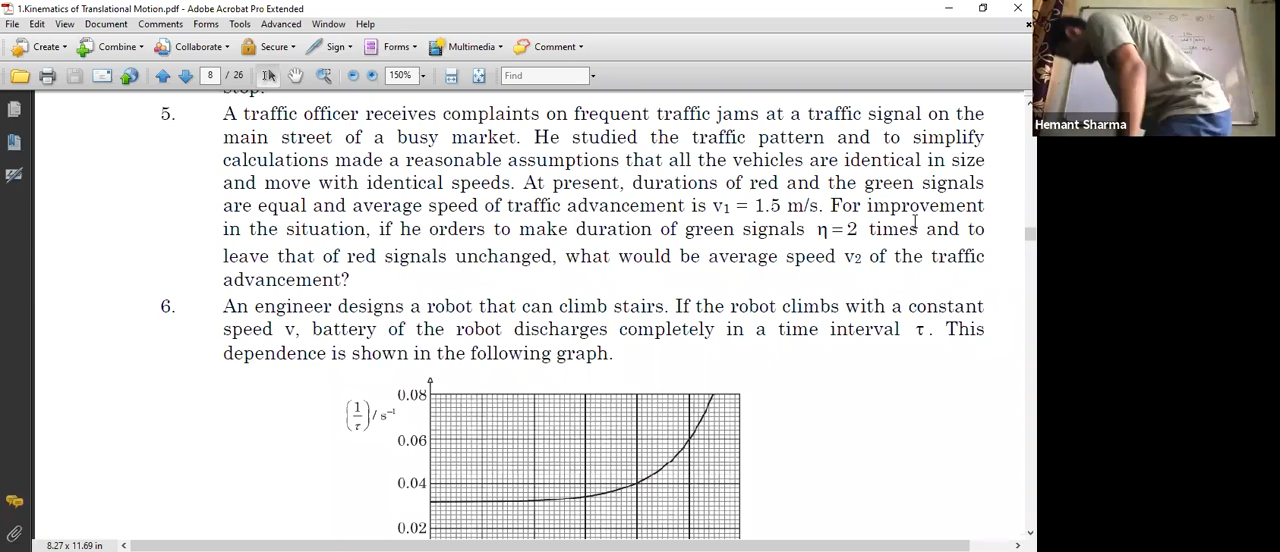 1.Kinematics of Translational Motion.pdf - Adobe Acrobat Pro Extended
File Edit View Document Comments Forms Tools Advanced Window Help
Create Combine Collaborate Secure Sign Forms Multimedia Comment
8 / 26 150% Find
stop.
5. A traffic officer receives complaints on frequent traffic jams at a traffic signal on the
main street of a busy market. He studied the traffic pattern and to simplify
calculations made a reasonable assumptions that all the vehicles are identical in size
and move with identical speeds. At present, durations of red and the green signals
are equal and average speed of traffic advancement is v₁ = 1.5 m/s. For improvement
in the situation, if he orders to make duration of green signals η = 2 times and to
leave that of red signals unchanged, what would be average speed v₂ of the traffic
advancement?
6. An engineer designs a robot that can climb stairs. If the robot climbs with a constant
speed v, battery of the robot discharges completely in a time interval τ. This
dependence is shown in the following graph.
(1/τ) / s⁻¹
0.08
0.06
0.04
0.02
8.27 x 11.69 in
Hemant Sharma